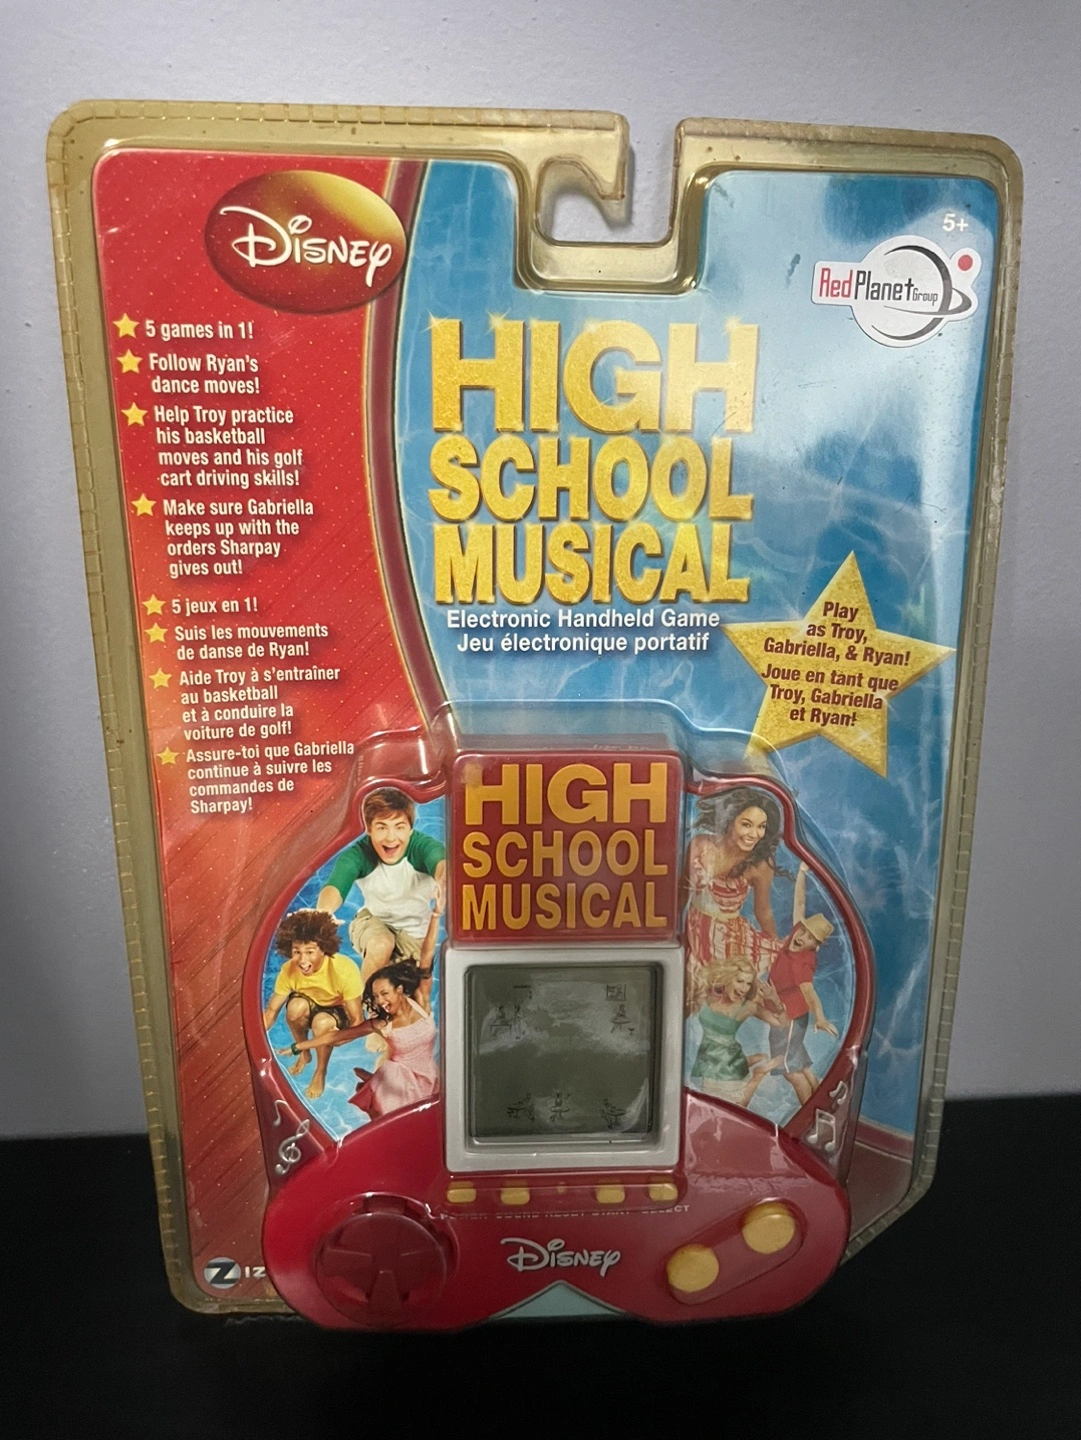 Disney
5+
Red Planet Group
5 games in 1!
Follow Ryan's
dance moves!
Help Troy practice
his basketball
moves and his golf
cart driving skills!
Make sure Gabriella
keeps up with the
orders Sharpay
gives out!
5 jeux en 1!
Suis les mouvements
de danse de Ryan!
Aide Troy à s'entraîner
au basketball
et à conduire la
voiture de golf!
Assure-toi que Gabriella
continue à suivre les
commandes de
Sharpay!
HIGH
SCHOOL
MUSICAL
Electronic Handheld Game
Jeu électronique portatif
Play
as Troy,
Gabriella, & Ryan!
Joue en tant que
Troy, Gabriella
et Ryan!
HIGH
SCHOOL
MUSICAL
SOUND RESET START SELECT
Disney